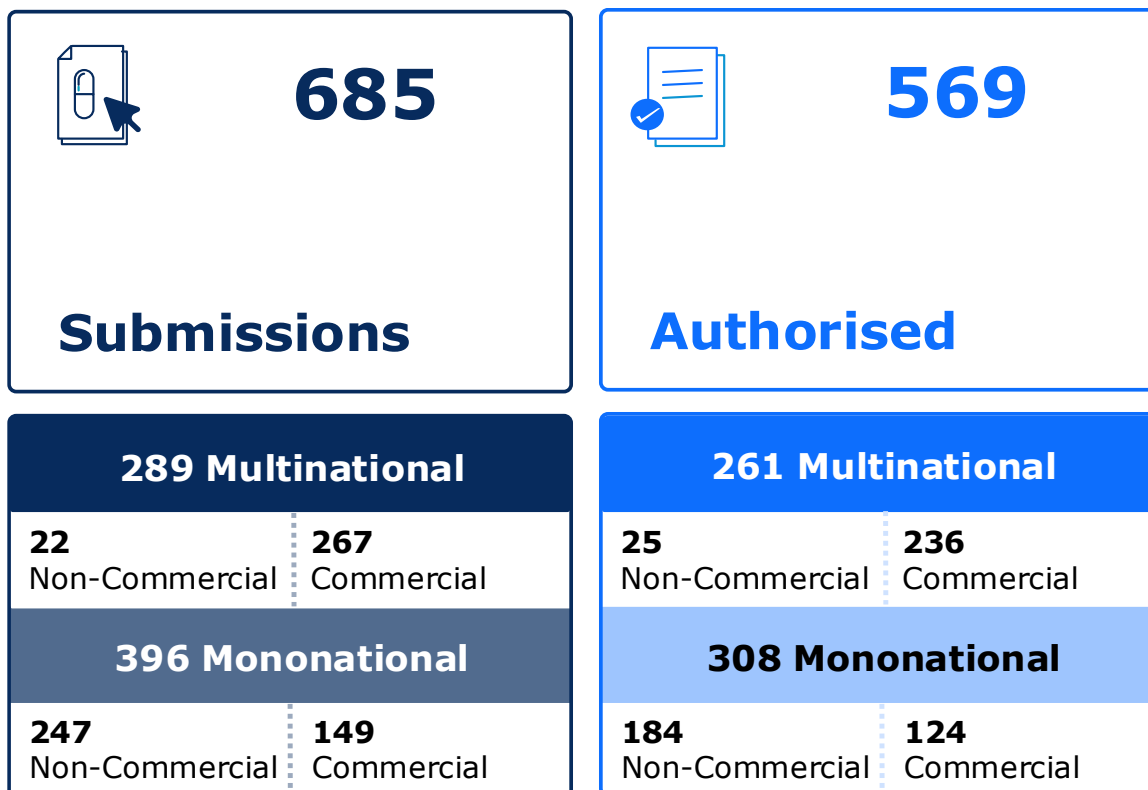 685
Submissions
289 Multinational
22
Non-Commercial
267
Commercial
396 Mononational
247
Non-Commercial
149
Commercial
569
Authorised
261 Multinational
25
Non-Commercial
236
Commercial
308 Mononational
184
Non-Commercial
124
Commercial